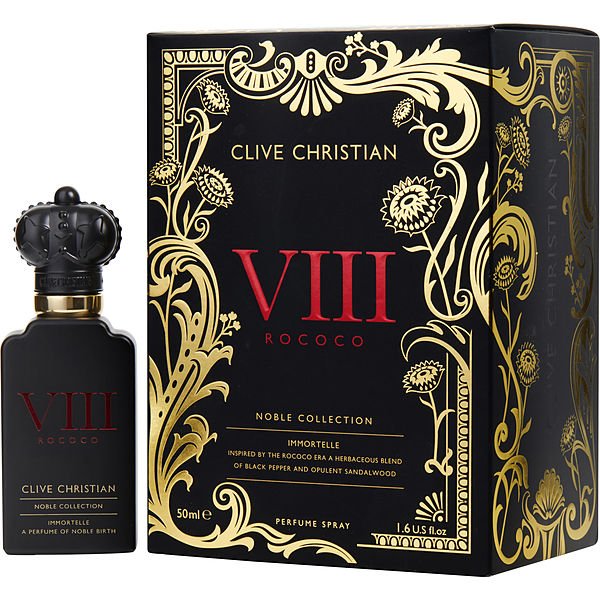 CLIVE CHRISTIAN
VIII
ROCOCO
NOBLE COLLECTION
IMMORTELLE
INSPIRED BY THE ROCOCO ERA A HERBACEOUS BLEND
OF BLACK PEPPER AND OPULENT SANDALWOOD
50ml e
PERFUME SPRAY
1.6 U.S fl.oz
CLIVE CHRISTIAN
VIII
ROCOCO
CLIVE CHRISTIAN
NOBLE COLLECTION
IMMORTELLE
A PERFUME OF NOBLE BIRTH